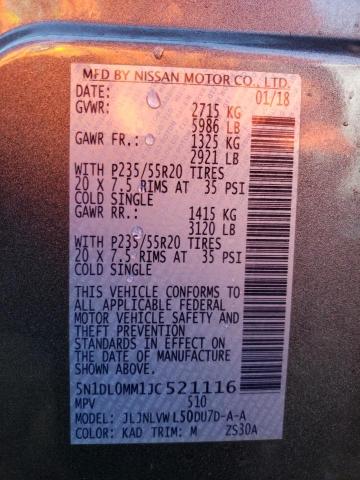 MFD BY NISSAN MOTOR CO., LTD.
DATE: 01/18
GVWR: 2715 KG
5986 LB
GAWR FR.: 1325 KG
2921 LB
WITH P235/55R20 TIRES
20 X 7.5 RIMS AT 35 PSI
COLD SINGLE
GAWR RR.: 1415 KG
3120 LB
WITH P235/55R20 TIRES
20 X 7.5 RIMS AT 35 PSI
COLD SINGLE
THIS VEHICLE CONFORMS TO
ALL APPLICABLE FEDERAL
MOTOR VEHICLE SAFETY AND
THEFT PREVENTION
STANDARDS IN EFFECT ON
THE DATE OF MANUFACTURE
SHOWN ABOVE.
5N1DL0MM1JC521116
MPV 510
MODEL: JLJNLVWL50DU7D-A-A
COLOR: KAD TRIM: M ZS30A